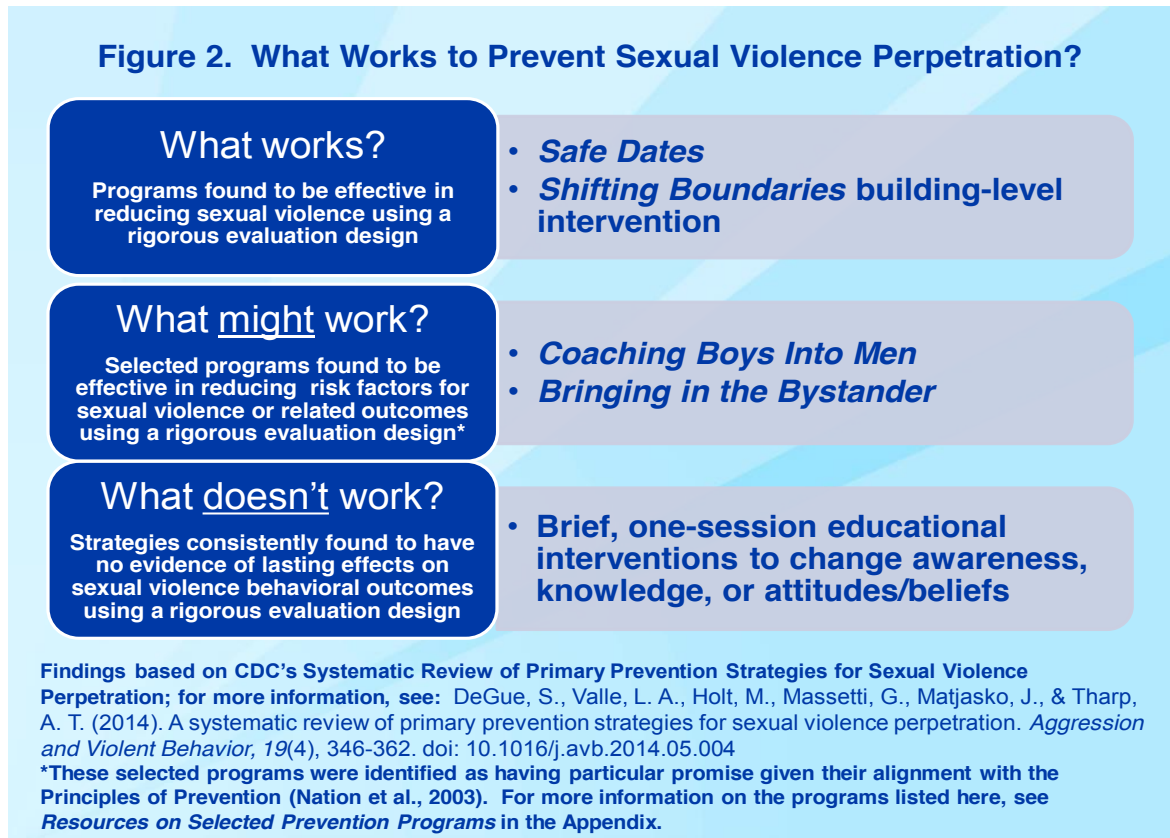 Figure 2. What Works to Prevent Sexual Violence Perpetration?
What works?
Programs found to be effective in
reducing sexual violence using a
rigorous evaluation design
• Safe Dates
• Shifting Boundaries building-level
intervention
What might work?
Selected programs found to be
effective in reducing risk factors for
sexual violence or related outcomes
using a rigorous evaluation design*
• Coaching Boys Into Men
• Bringing in the Bystander
What doesn’t work?
Strategies consistently found to have
no evidence of lasting effects on
sexual violence behavioral outcomes
using a rigorous evaluation design
• Brief, one-session educational
interventions to change awareness,
knowledge, or attitudes/beliefs
Findings based on CDC’s Systematic Review of Primary Prevention Strategies for Sexual Violence
Perpetration; for more information, see: DeGue, S., Valle, L. A., Holt, M., Massetti, G., Matjasko, J., & Tharp,
A. T. (2014). A systematic review of primary prevention strategies for sexual violence perpetration. Aggression
and Violent Behavior, 19(4), 346-362. doi: 10.1016/j.avb.2014.05.004
*These selected programs were identified as having particular promise given their alignment with the
Principles of Prevention (Nation et al., 2003). For more information on the programs listed here, see
Resources on Selected Prevention Programs in the Appendix.